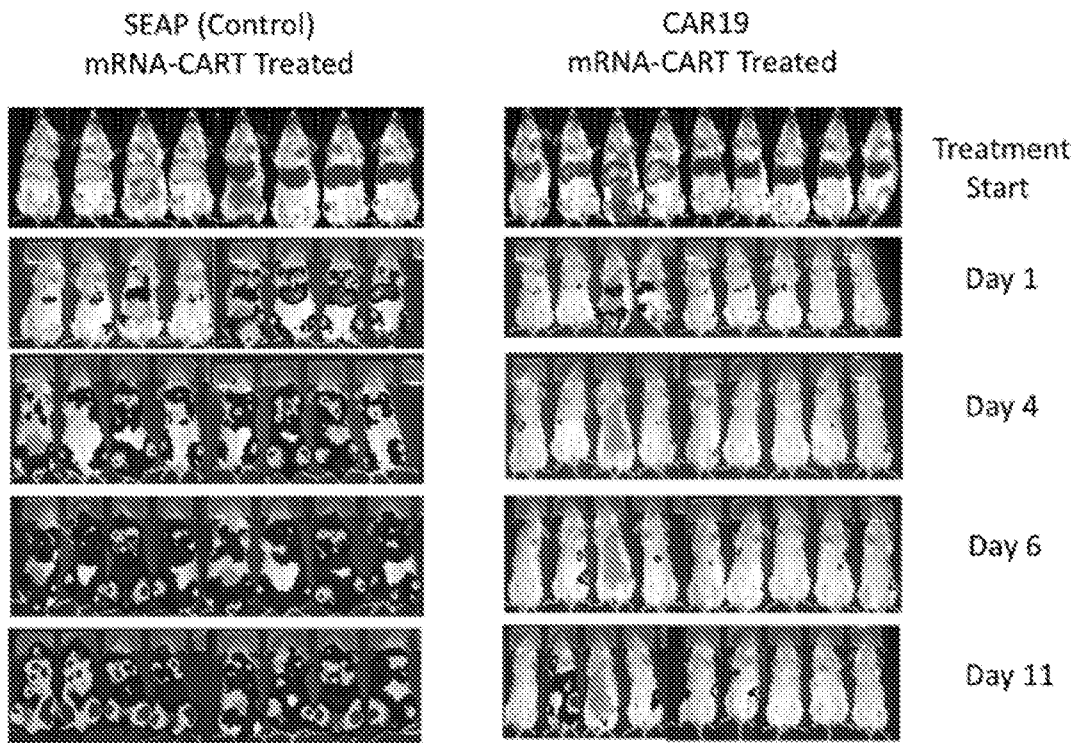 SEAP (Control)
mRNA-CART Treated
CAR19
mRNA-CART Treated
Treatment
Start
Day 1
Day 4
Day 6
Day 11